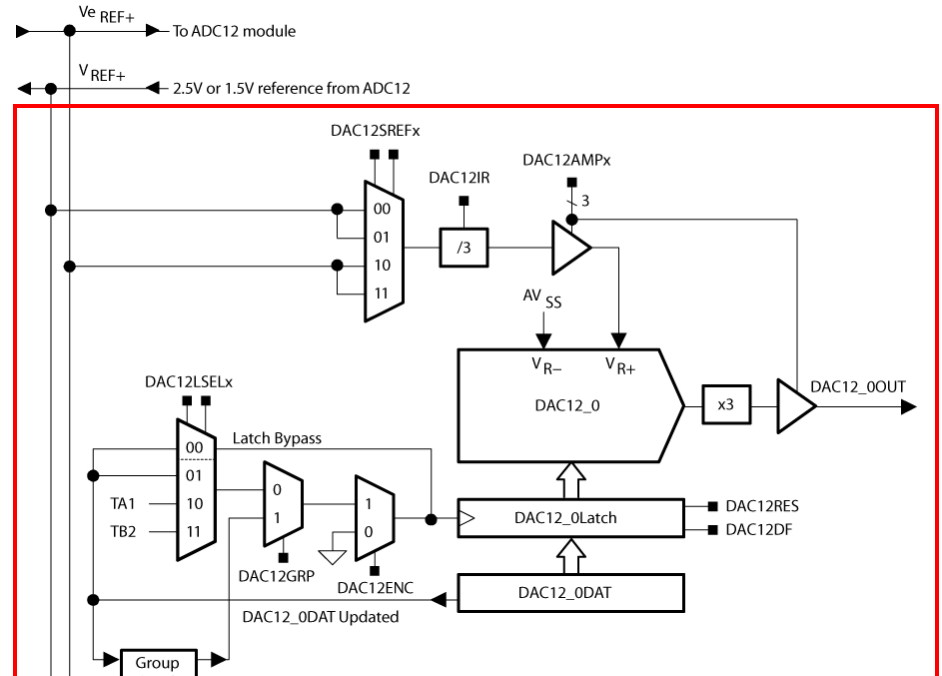 Ve REF+
To ADC12 module
V REF+
2.5V or 1.5V reference from ADC12
DAC12SREFx
DAC12AMPx
DAC12IR
3
00
01
/3
10
11
AV SS
VR− VR+
DAC12LSELx
DAC12_0
x3
DAC12_0OUT
00
Latch Bypass
01
TA1
10
0
1
DAC12RES
DAC12_0Latch
TB2
11
1
0
DAC12DF
DAC12GRP
DAC12ENC
DAC12_0DAT
DAC12_0DAT Updated
Group